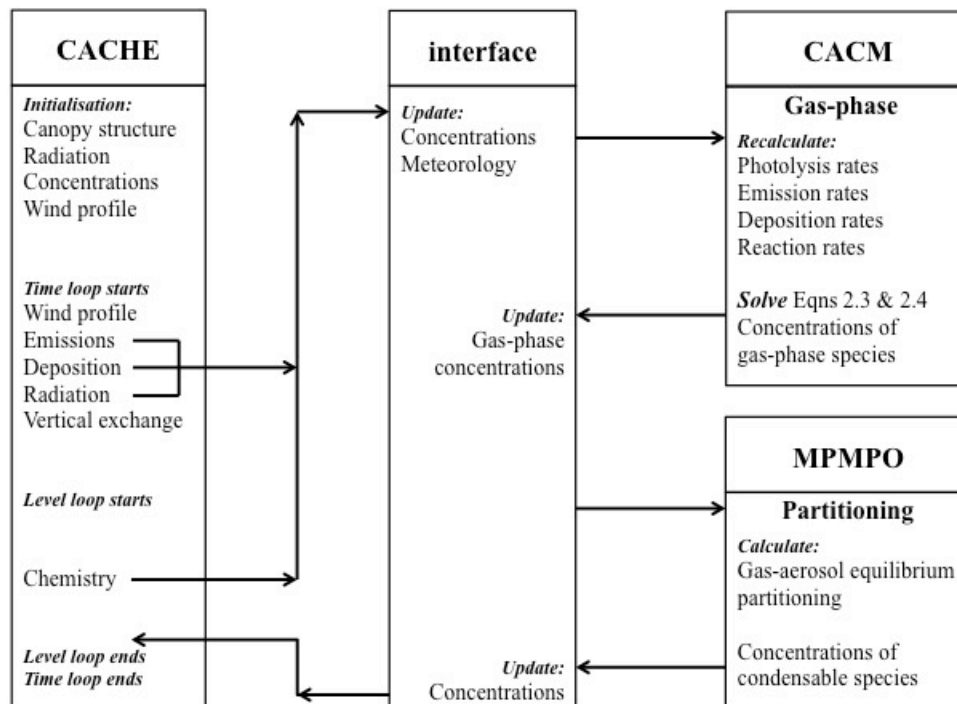 CACHE
Initialisation:
Canopy structure
Radiation
Concentrations
Wind profile
Time loop starts
Wind profile
Emissions
Deposition
Radiation
Vertical exchange
Level loop starts
Chemistry
Level loop ends
Time loop ends
interface
Update:
Concentrations
Meteorology
Update:
Gas-phase
concentrations
Update:
Concentrations
CACM
Gas-phase
Recalculate:
Photolysis rates
Emission rates
Deposition rates
Reaction rates
Solve Eqns 2.3 & 2.4
Concentrations of
gas-phase species
MPMPO
Partitioning
Calculate:
Gas-aerosol equilibrium
partitioning
Concentrations of
condensable species